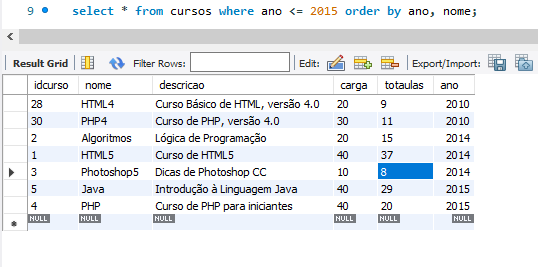 9 select * from cursos where ano <= 2015 order by ano, nome;
Result Grid Filter Rows: Edit: Export/Import:
idcurso nome descricao carga totaulas ano
28 HTML4 Curso Básico de HTML, versão 4.0 20 9 2010
30 PHP4 Curso de PHP, versão 4.0 30 11 2010
2 Algoritmos Lógica de Programação 20 15 2014
1 HTML5 Curso de HTML5 40 37 2014
3 Photoshop5 Dicas de Photoshop CC 10 8 2014
5 Java Introdução à Linguagem Java 40 29 2015
4 PHP Curso de PHP para iniciantes 40 20 2015
NULL NULL NULL NULL NULL NULL